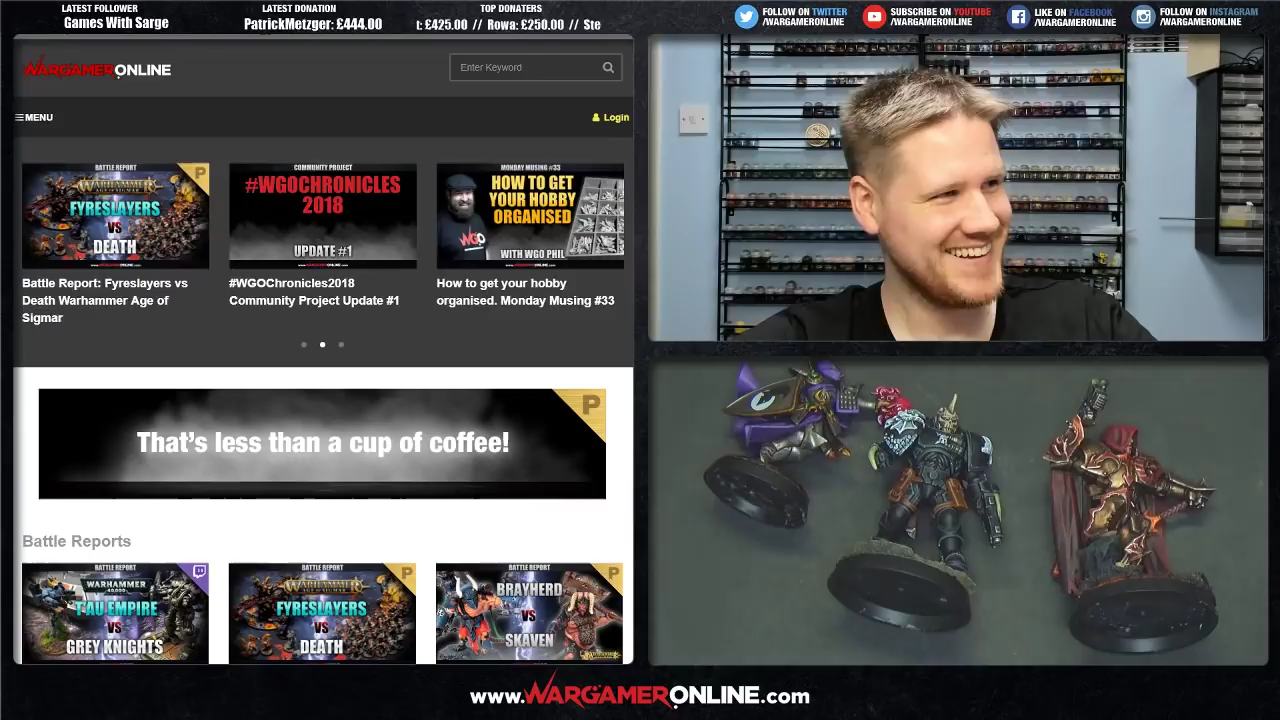 LATEST FOLLOWER
Games With Sarge
LATEST DONATION
PatrickMetzger: £444.00
TOP DONATERS
t: £425.00 // Rowa: £250.00 // Ste
FOLLOW ON TWITTER
/WARGAMERONLINE
SUBSCRIBE ON YOUTUBE
/WARGAMERONLINE
LIKE ON FACEBOOK
/WARGAMERONLINE
FOLLOW ON INSTAGRAM
/WARGAMERONLINE
WARGAMERONLINE
Enter Keyword
MENU
Login
BATTLE REPORT
P
WARHAMMER
AGE OF SIGMAR
FYRESLAYERS
VS
DEATH
COMMUNITY PROJECT
#WGOCHRONICLES
2018
UPDATE #1
MONDAY MUSING #33
HOW TO GET
YOUR HOBBY
ORGANISED
WGO
WITH WGO PHIL
Battle Report: Fyreslayers vs
Death Warhammer Age of
Sigmar
#WGOChronicles2018
Community Project Update #1
How to get your hobby
organised. Monday Musing #33
P
That's less than a cup of coffee!
Battle Reports
BATTLE REPORT
WARHAMMER
40,000
T'AU EMPIRE
VS
GREY KNIGHTS
BATTLE REPORT
P
WARHAMMER
FYRESLAYERS
VS
DEATH
BATTLE REPORT
P
BRAYHERD
VS
SKAVEN
www.WARGAMERONLINE.com